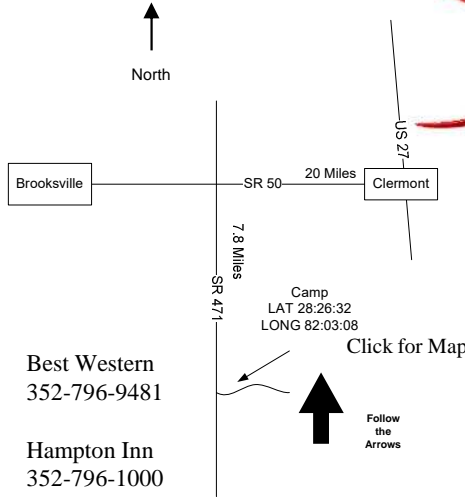 North
US 27
Brooksville
SR 50
20 Miles
Clermont
7.8 Miles
SR 471
Camp
LAT 28:26:32
LONG 82:03:08
Click for Map
Best Western
352-796-9481
Follow
the
Arrows
Hampton Inn
352-796-1000